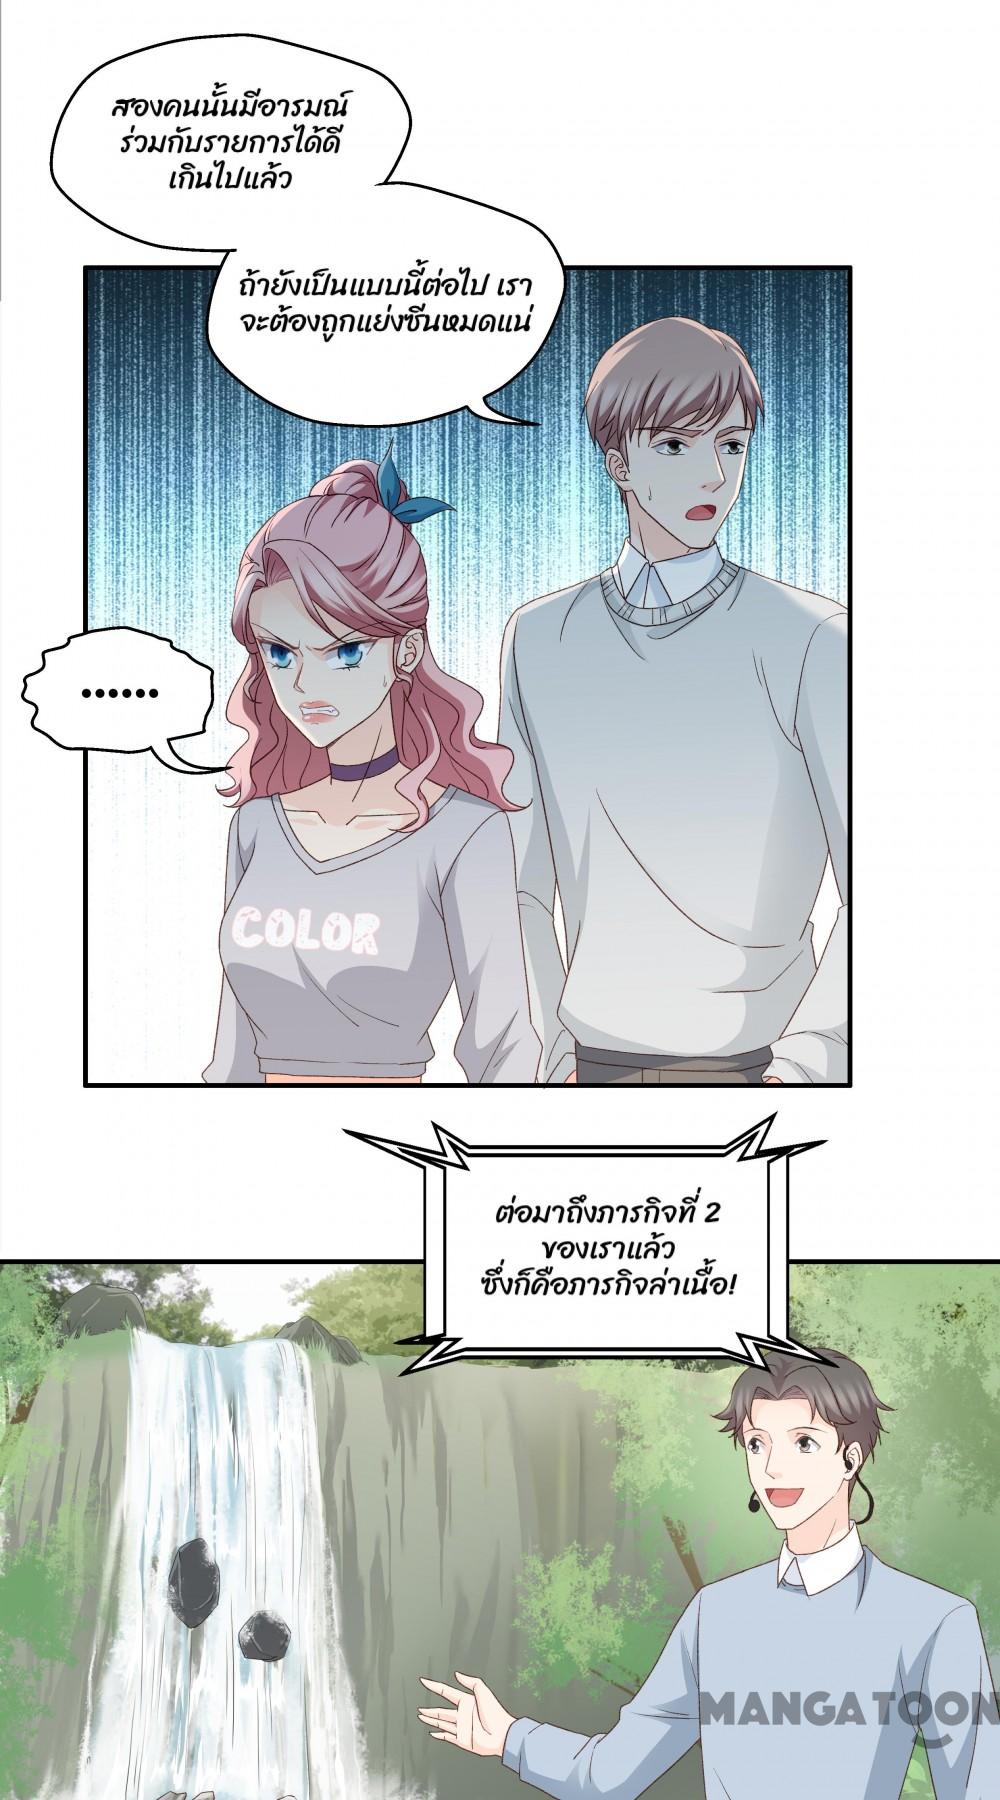 สองคนนั้นมีอารมณ์
ร่วมกับรายการได้ดี
เกินไปแล้ว
ถ้ายังเป็นแบบนี้ต่อไป เรา
จะต้องถูกแย่งซีนหมดแน่
......
COLOR
ต่อมาถึงภารกิจที่ 2
ของเราแล้ว
ซึ่งก็คือภารกิจล่าเนื้อ!
MANGATOON